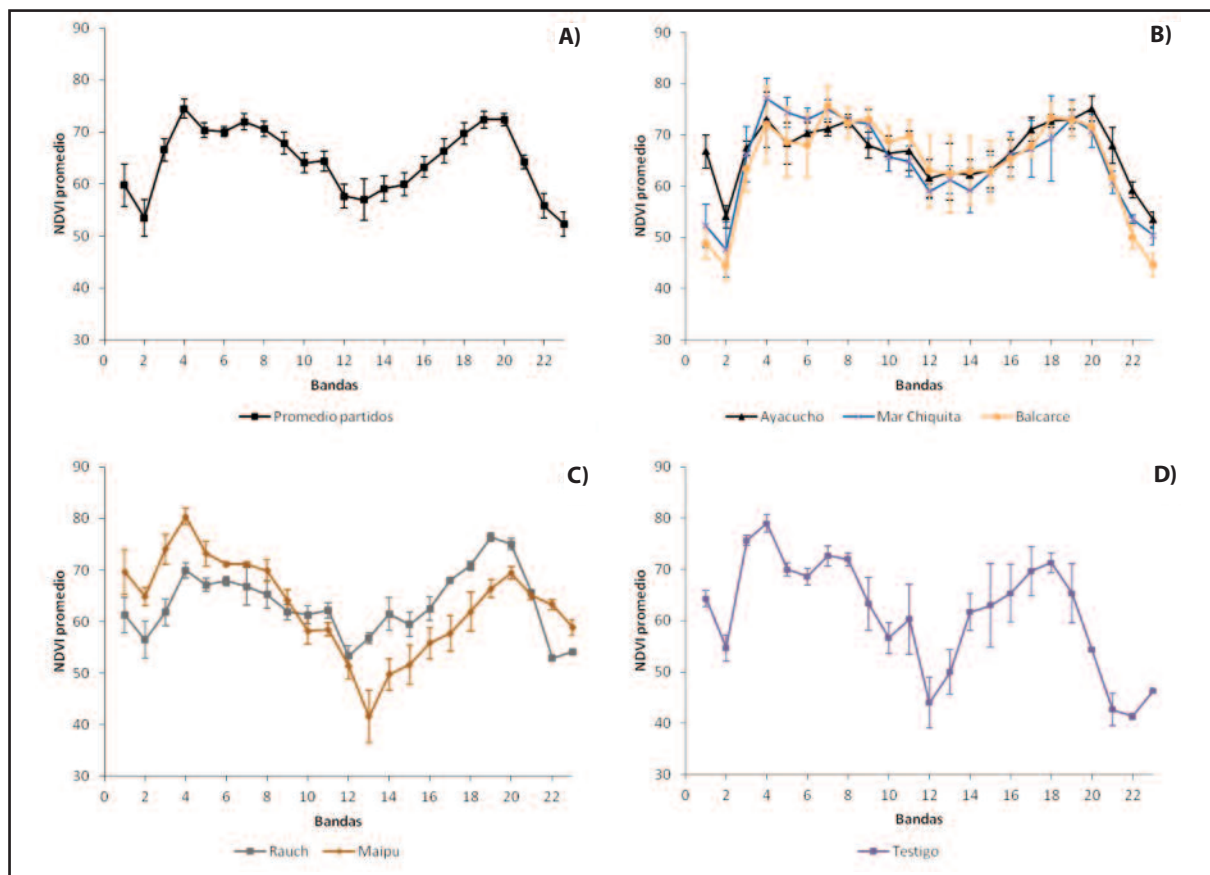 A)
NDVI promedio
90
80
70
60
50
40
30
0 2 4 6 8 10 12 14 16 18 20 22
Bandas
Promedio partidos
B)
NDVI promedio
90
80
70
60
50
40
30
0 2 4 6 8 10 12 14 16 18 20 22
Bandas
Ayacucho Mar Chiquita Balcarce
C)
NDVI promedio
90
80
70
60
50
40
30
0 2 4 6 8 10 12 14 16 18 20 22
Bandas
Rauch Maipu
D)
NDVI promedio
90
80
70
60
50
40
30
0 2 4 6 8 10 12 14 16 18 20 22
Bandas
Testigo